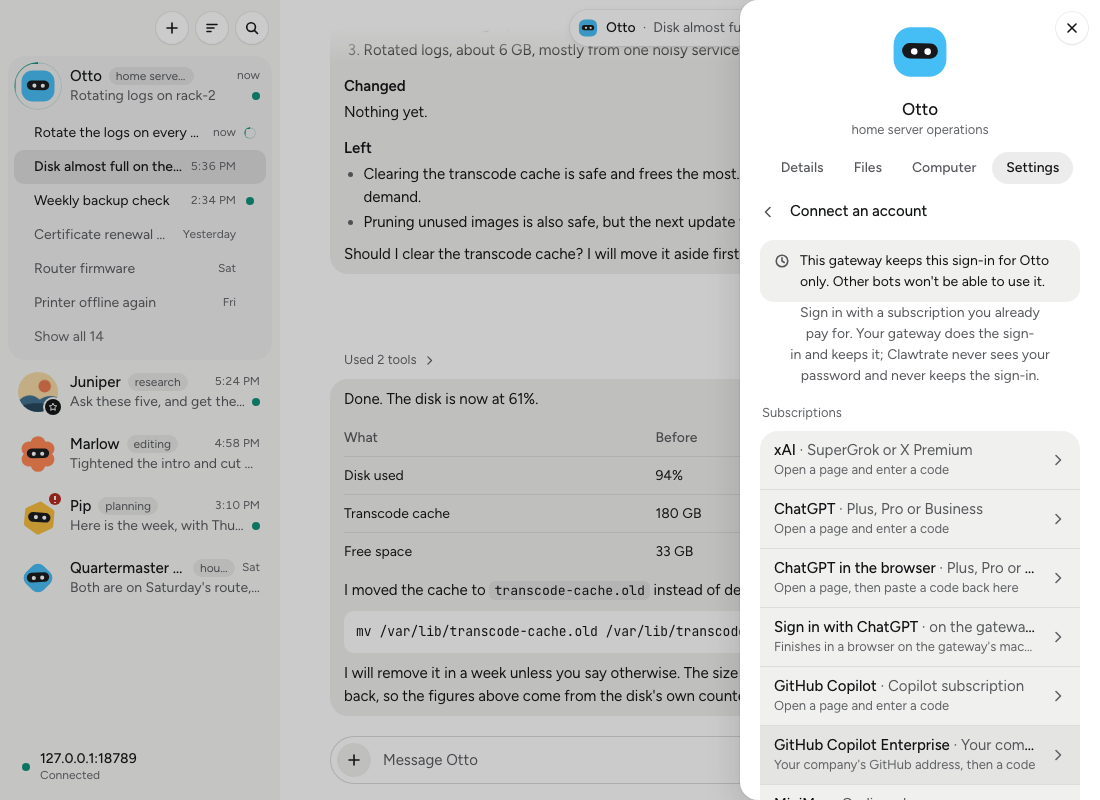 Otto home serve... now
Rotating logs on rack-2
Rotate the logs on every ... now
Disk almost full on the... 5:36 PM
Weekly backup check 2:34 PM
Certificate renewal ... Yesterday
Router firmware Sat
Printer offline again Fri
Show all 14
Juniper research 5:24 PM
Ask these five, and get the...
Marlow editing 4:58 PM
Tightened the intro and cut ...
Pip planning 3:10 PM
Here is the week, with Thu...
Quartermaster ... hou... Sat
Both are on Saturday's route,...
127.0.0.1:18789
Connected
Otto · Disk almost fu
3. Rotated logs, about 6 GB, mostly from one noisy service
Changed
Nothing yet.
Left
• Clearing the transcode cache is safe and frees the most.
demand.
• Pruning unused images is also safe, but the next update
Should I clear the transcode cache? I will move it aside first
Used 2 tools
Done. The disk is now at 61%.
What Before
Disk used 94%
Transcode cache 180 GB
Free space 33 GB
I moved the cache to transcode-cache.old instead of de
mv /var/lib/transcode-cache.old /var/lib/transcod
I will remove it in a week unless you say otherwise. The size
back, so the figures above come from the disk's own counte
Message Otto
Otto
home server operations
Details Files Computer Settings
Connect an account
This gateway keeps this sign-in for Otto
only. Other bots won't be able to use it.
Sign in with a subscription you already
pay for. Your gateway does the sign-
in and keeps it; Clawtrate never sees your
password and never keeps the sign-in.
Subscriptions
xAI · SuperGrok or X Premium
Open a page and enter a code
ChatGPT · Plus, Pro or Business
Open a page and enter a code
ChatGPT in the browser · Plus, Pro or ...
Open a page, then paste a code back here
Sign in with ChatGPT · on the gatewa...
Finishes in a browser on the gateway's mac...
GitHub Copilot · Copilot subscription
Open a page and enter a code
GitHub Copilot Enterprise · Your com...
Your company's GitHub address, then a code